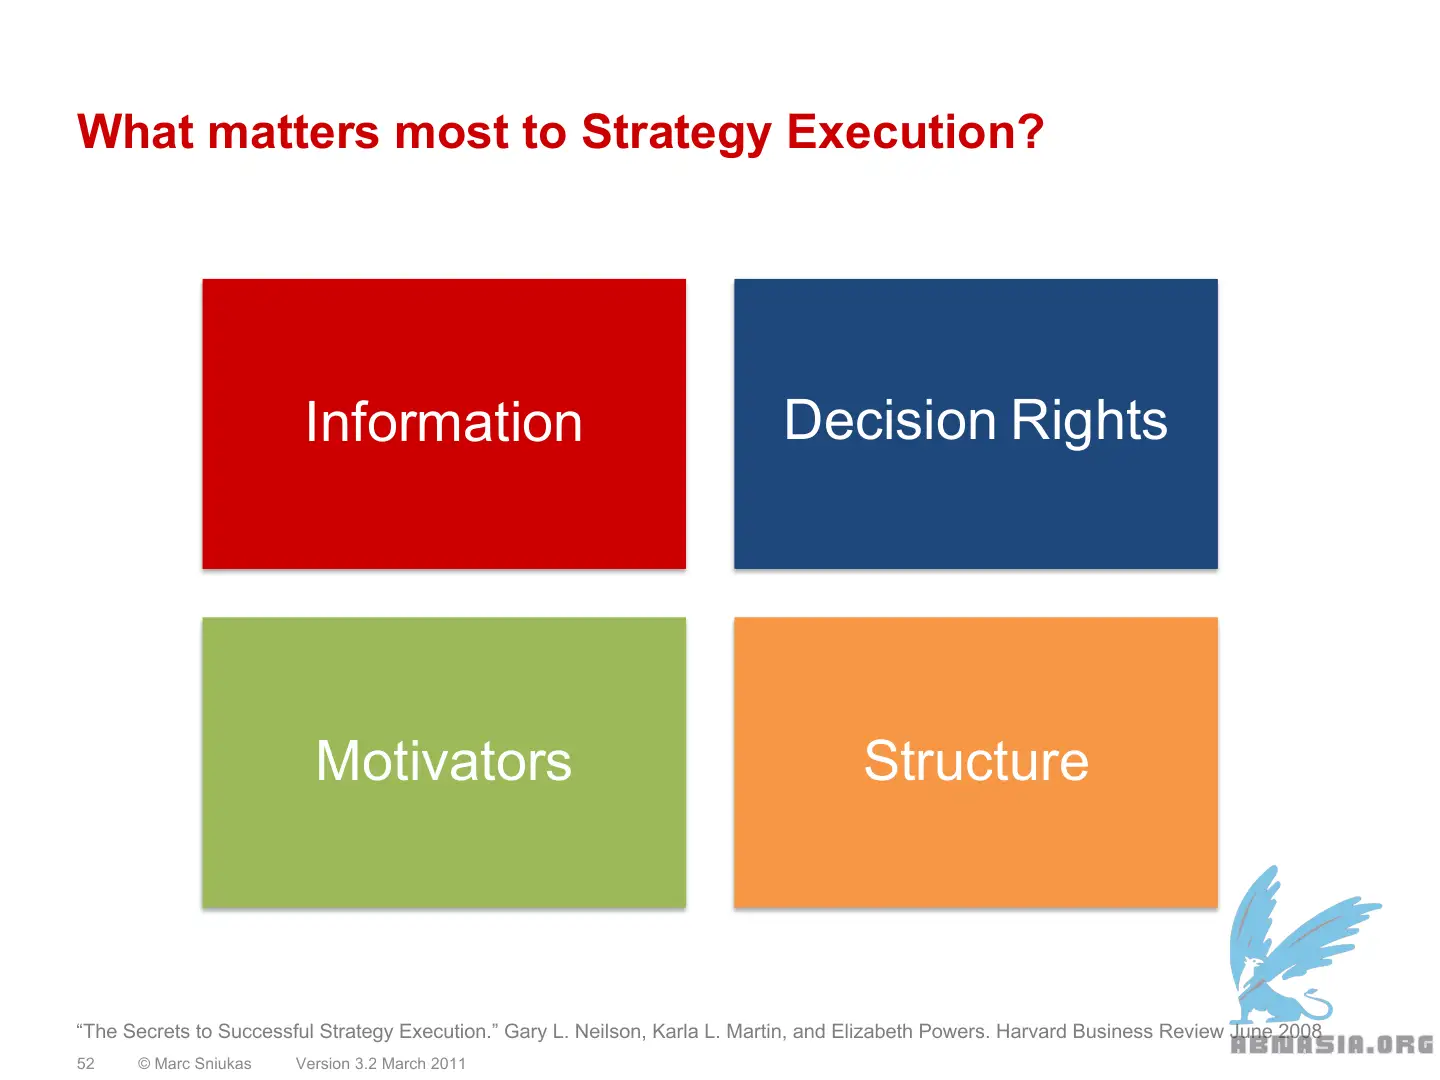 What matters most to Strategy Execution?
Information
Decision Rights
Motivators
Structure
“The Secrets to Successful Strategy Execution.” Gary L. Neilson, Karla L. Martin, and Elizabeth Powers. Harvard Business Review June 2008
52 © Marc Sniukas Version 3.2 March 2011
ABNASIA.ORG